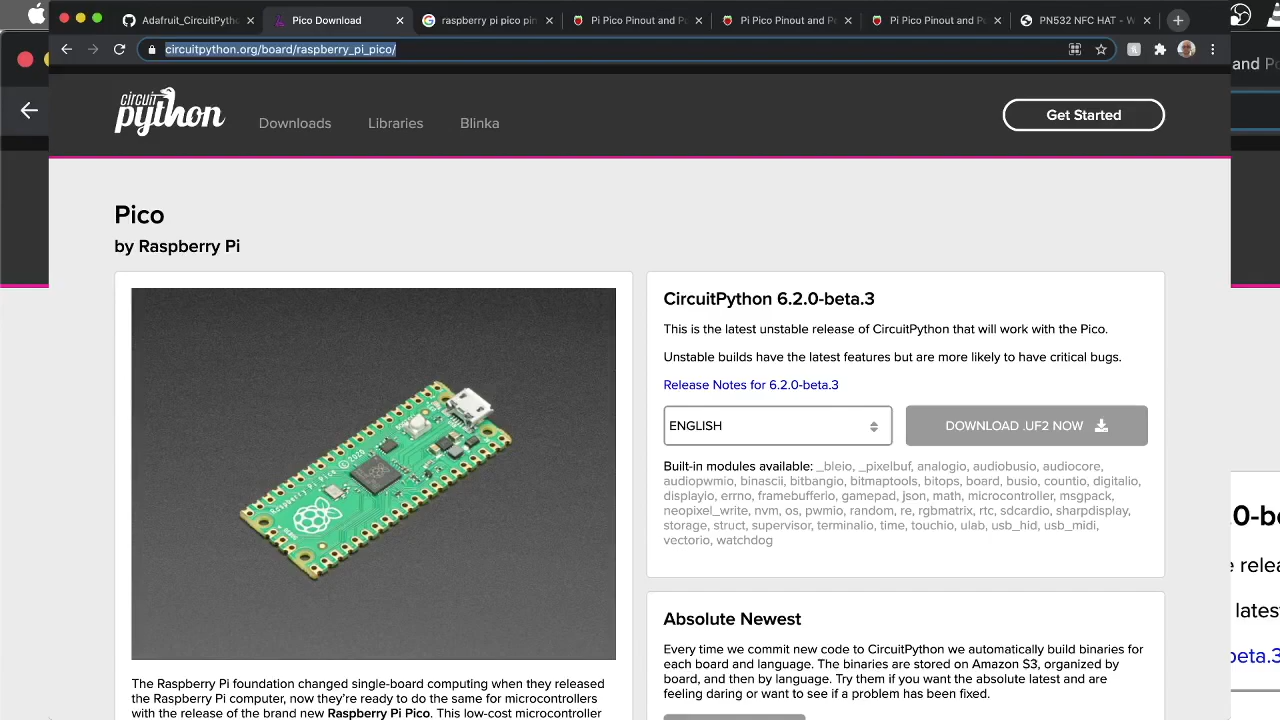 Adafruit_CircuitPython_
Pico Download
raspberry pi pico pin
Pi Pico Pinout and Po
Pi Pico Pinout and Po
Pi Pico Pinout and Po
PN532 NFC HAT - W
circuitpython.org/board/raspberry_pi_pico/
and Po
circuit
python
Downloads
Libraries
Blinka
Get Started
Pico
by Raspberry Pi
CircuitPython 6.2.0-beta.3
This is the latest unstable release of CircuitPython that will work with the Pico.
Unstable builds have the latest features but are more likely to have critical bugs.
Release Notes for 6.2.0-beta.3
ENGLISH
DOWNLOAD .UF2 NOW
Built-in modules available: _bleio, _pixelbuf, analogio, audiobusio, audiocore,
audiopwmio, binascii, bitbangio, bitmaptools, bitops, board, busio, countio, digitalio,
displayio, errno, framebufferio, gamepad, json, math, microcontroller, msgpack,
neopixel_write, nvm, os, pwmio, random, re, rgbmatrix, rtc, sdcardio, sharpdisplay,
storage, struct, supervisor, terminalio, time, touchio, ulab, usb_hid, usb_midi,
vectorio, watchdog
Raspberry Pi Pico ©2020
Absolute Newest
Every time we commit new code to CircuitPython we automatically build binaries for
each board and language. The binaries are stored on Amazon S3, organized by
board, and then by language. Try them if you want the absolute latest and are
feeling daring or want to see if a problem has been fixed.
The Raspberry Pi foundation changed single-board computing when they released
the Raspberry Pi computer, now they're ready to do the same for microcontrollers
with the release of the brand new Raspberry Pi Pico. This low-cost microcontroller
0-be
e relea
latest
beta.3